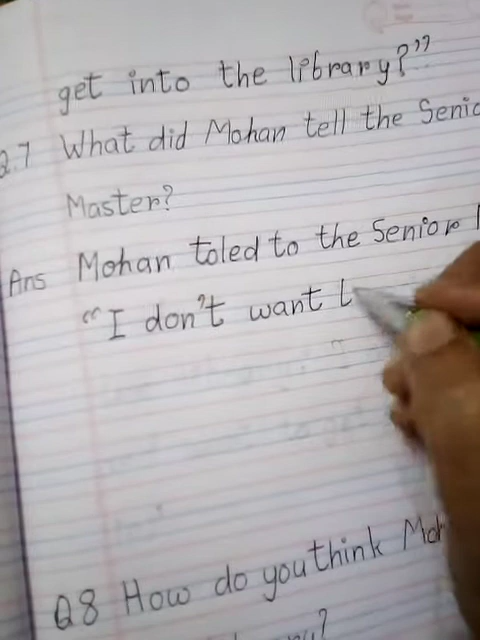 get into the library?”
Q.7 What did Mohan tell the Senio
Master?
Ans Mohan toled to the Senior
“I don't want
Q8 How do you think Moh